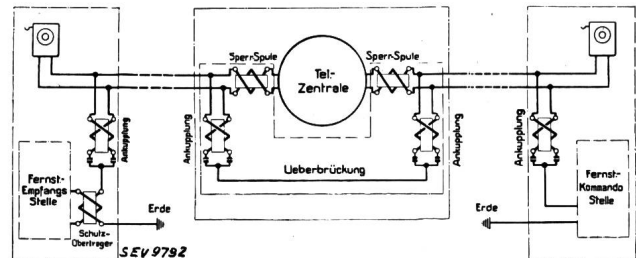 Sperr-Spule
Sperr-Spule
Tel.-
Zentrale
Ankupplung
Ankupplung
Ankupplung
Ankupplung
Ueberbrückung
Fernst.-
Empfangs
Stelle
Schutz-
Übertrager
Erde
Erde
Fernst.-
Kommando
Stelle
SEV 9792